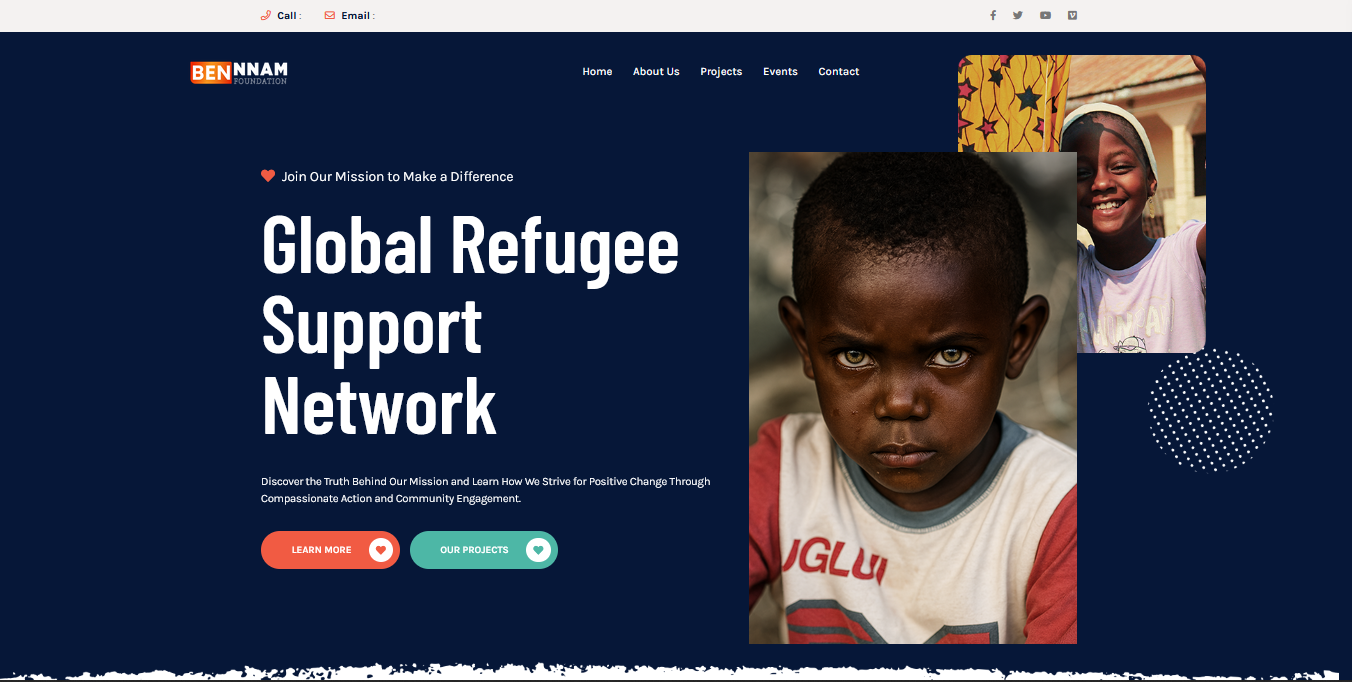 Call :
Email :
BENNNAM
FOUNDATION
Home
About Us
Projects
Events
Contact
Join Our Mission to Make a Difference
Global Refugee
Support
Network
Discover the Truth Behind Our Mission and Learn How We Strive for Positive Change Through
Compassionate Action and Community Engagement.
LEARN MORE
OUR PROJECTS